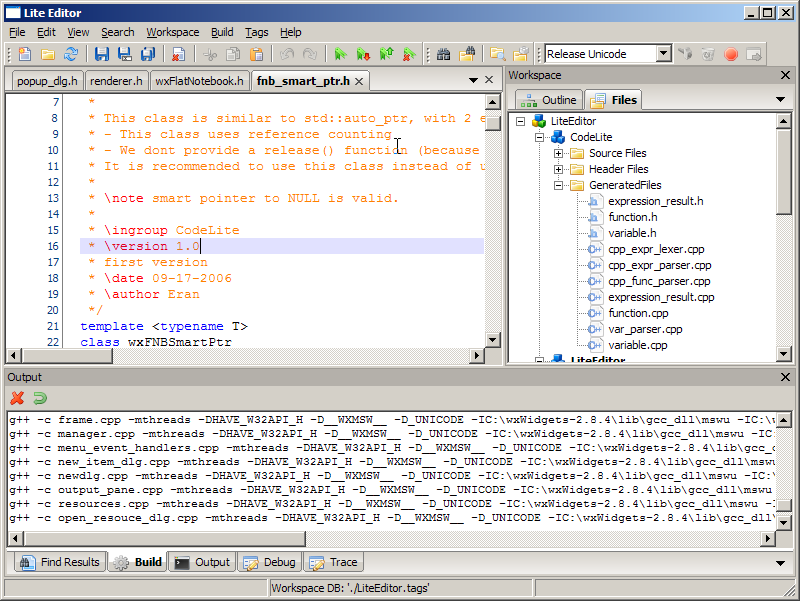 Lite Editor
File Edit View Search Workspace Build Tags Help
Release Unicode
popup_dlg.h renderer.h wxFlatNotebook.h fnb_smart_ptr.h
7 *
8 * This class is similar to std::auto_ptr, with 2 e
9 * - This class uses reference counting
10 * - We dont provide a release() function (because
11 * It is recommended to use this class instead of u
12 *
13 * \note smart pointer to NULL is valid.
14 *
15 * \ingroup CodeLite
16 * \version 1.0
17 * first version
18 * \date 09-17-2006
19 * \author Eran
20 */
21 template <typename T>
22 class wxFNBSmartPtr
Workspace
Outline Files
LiteEditor
CodeLite
Source Files
Header Files
GeneratedFiles
expression_result.h
function.h
variable.h
cpp_expr_lexer.cpp
cpp_expr_parser.cpp
cpp_func_parser.cpp
expression_result.cpp
function.cpp
var_parser.cpp
variable.cpp
LiteEditor
Output
g++ -c frame.cpp -mthreads -DHAVE_W32API_H -D__WXMSW__ -D_UNICODE -IC:\wxWidgets-2.8.4\lib\gcc_dll\mswu -IC:\w
g++ -c manager.cpp -mthreads -DHAVE_W32API_H -D__WXMSW__ -D_UNICODE -IC:\wxWidgets-2.8.4\lib\gcc_dll\mswu -IC
g++ -c menu_event_handlers.cpp -mthreads -DHAVE_W32API_H -D__WXMSW__ -D_UNICODE -IC:\wxWidgets-2.8.4\lib\gcc_d
g++ -c new_item_dlg.cpp -mthreads -DHAVE_W32API_H -D__WXMSW__ -D_UNICODE -IC:\wxWidgets-2.8.4\lib\gcc_dll\mswu
g++ -c newdlg.cpp -mthreads -DHAVE_W32API_H -D__WXMSW__ -D_UNICODE -IC:\wxWidgets-2.8.4\lib\gcc_dll\mswu -IC:\
g++ -c output_pane.cpp -mthreads -DHAVE_W32API_H -D__WXMSW__ -D_UNICODE -IC:\wxWidgets-2.8.4\lib\gcc_dll\mswu
g++ -c resources.cpp -mthreads -DHAVE_W32API_H -D__WXMSW__ -D_UNICODE -IC:\wxWidgets-2.8.4\lib\gcc_dll\mswu -I
g++ -c open_resouce_dlg.cpp -mthreads -DHAVE_W32API_H -D__WXMSW__ -D_UNICODE -IC:\wxWidgets-2.8.4\lib\gcc_dll\
Find Results Build Output Debug Trace
Workspace DB: './LiteEditor.tags'